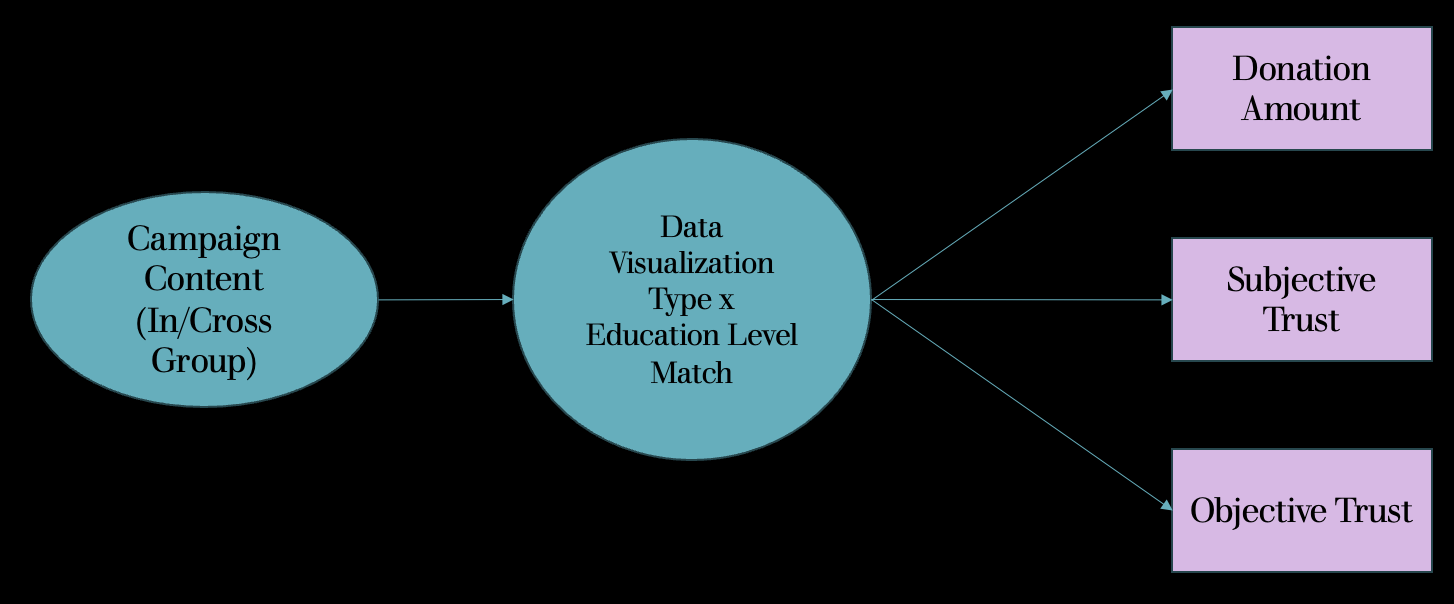 Campaign
Content
(In/Cross
Group)
Data
Visualization
Type x
Education Level
Match
Donation
Amount
Subjective
Trust
Objective Trust